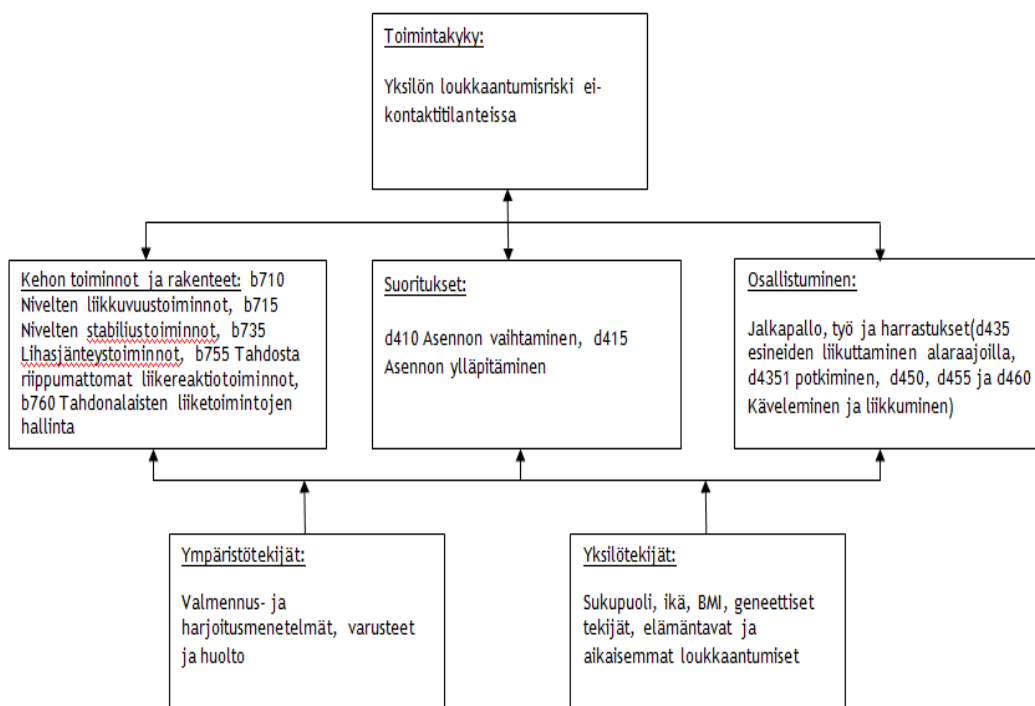 Toimintakyky:
Yksilön loukkaantumisriski ei-
kontaktitilanteissa
Kehon toiminnot ja rakenteet: b710
Nivelten liikkuvuustoiminnot, b715
Nivelten stabiliustoiminnot, b735
Lihasjänteystoiminnot, b755 Tahdosta
riippumattomat liikereaktiotoiminnot,
b760 Tahdonalaisten liiketoimintojen
hallinta
Suoritukset:
d410 Asennon vaihtaminen, d415
Asennon ylläpitäminen
Osallistuminen:
Jalkapallo, työ ja harrastukset(d435
esineiden liikuttaminen alaraajoilla,
d4351 potkiminen, d450, d455 ja d460
Käveleminen ja liikkuminen)
Ympäristötekijät:
Valmennus- ja
harjoitusmenetelmät, varusteet
ja huolto
Yksilötekijät:
Sukupuoli, ikä, BMI, geneettiset
tekijät, elämäntavat ja
aikaisemmat loukkaantumiset